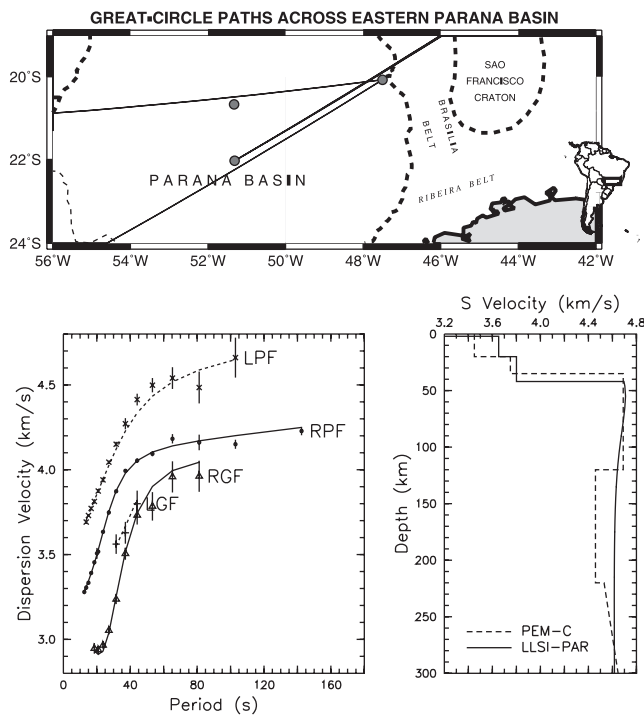 GREAT-CIRCLE PATHS ACROSS EASTERN PARANA BASIN
20°S
22°S
24°S
SAO
FRANCISCO
CRATON
BRASILIA
BELT
PARANA BASIN
RIBEIRA BELT
56°W 54°W 52°W 50°W 48°W 46°W 44°W 42°W
Dispersion Velocity (km/s)
4.5
4.0
3.5
3.0
LPF
RPF
RGF
LGF
0 40 80 120 160
Period (s)
S Velocity (km/s)
3.2 3.6 4.0 4.4 4.8
Depth (km)
0
50
100
150
200
250
300
PEM-C
LLSI-PAR